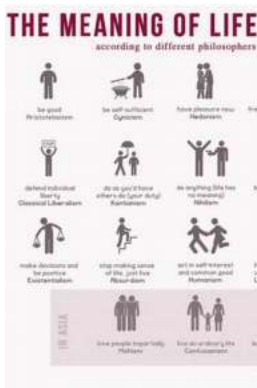 THE MEANING OF LIFE
according to different philosophers
be good
Aristotelianism
be self-sufficient
Cynicism
have pleasure now
Hedonism
defend individual
liberty
Classical Liberalism
do as you'd have
others do (your duty)
Kantianism
do anything (life has
no meaning)
Nihilism
make decisions and
be positive
Existentialism
stop making sense
of life, just live
Absurdism
act in self-interest
and common good
Humanism
IN ASIA
love people impartially
Mohism
live an ordinary life
Confucianism